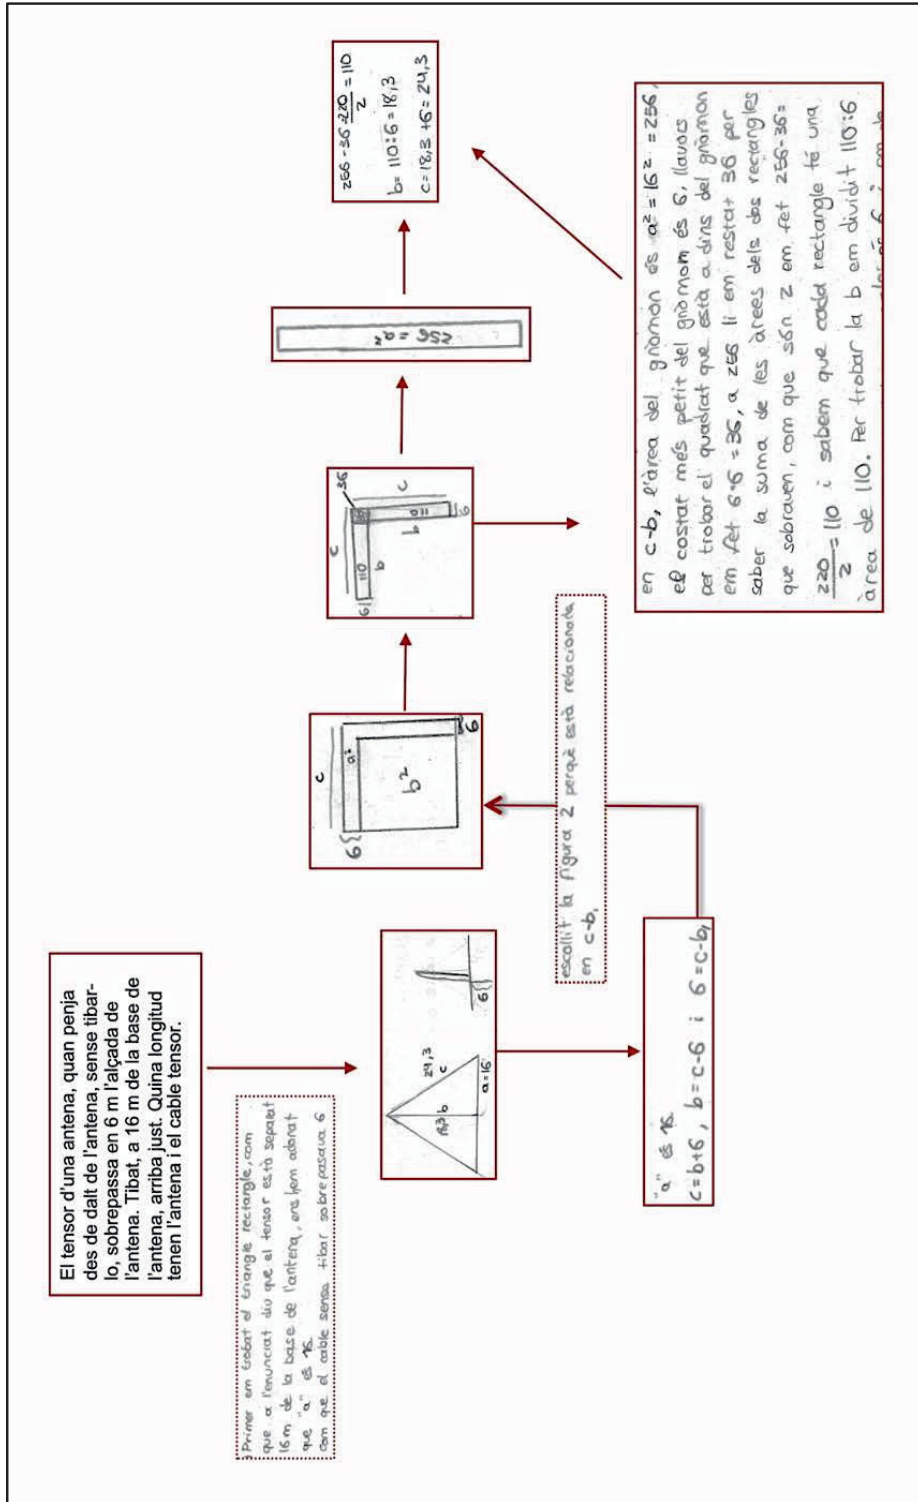 El tensor d'una antena, quan penja
des de dalt de l'antena, sense tibar-
lo, sobrepassa en 6 m l'alçada de
l'antena. Tibat, a 16 m de la base de
l'antena, arriba just. Quina longitud
tenen l'antena i el cable tensor.
Primer em trobat el triangle rectangle, com
que a l'enunciat diu que el tensor està separat
16 m de la base de l'antena, ens hem adonat
que "a" és 16.
Com que el cable sense tibar sobrepasava 6
18,3 b
24,3
c
a=16
6{
"a" és 16.
c=b+6, b=c-6 i 6=c-b,
escollit la figura 2 perquè està relacionada
en c-b,
c
6{
a²
b²
6
c
36
6{
110
b
c
110
b
6
256 = a²
256-36=220/2=110
b= 110:6=18,3
c=18,3+6=24,3
en c-b, l'àrea del gnòmon és a²=16²=256,
el costat més petit del gnòmom és 6, llavors
per trobar el quadrat que està a dins del gnòmon
em fet 6·6=36, a 256 li em restat 36 per
saber la suma de les àrees dels dos rectangles
que sobraven, com que són 2 em fet 256-36=
220/2=110 i sabem que cada rectangle té una
àrea de 110. Per trobar la b em dividit 110:6